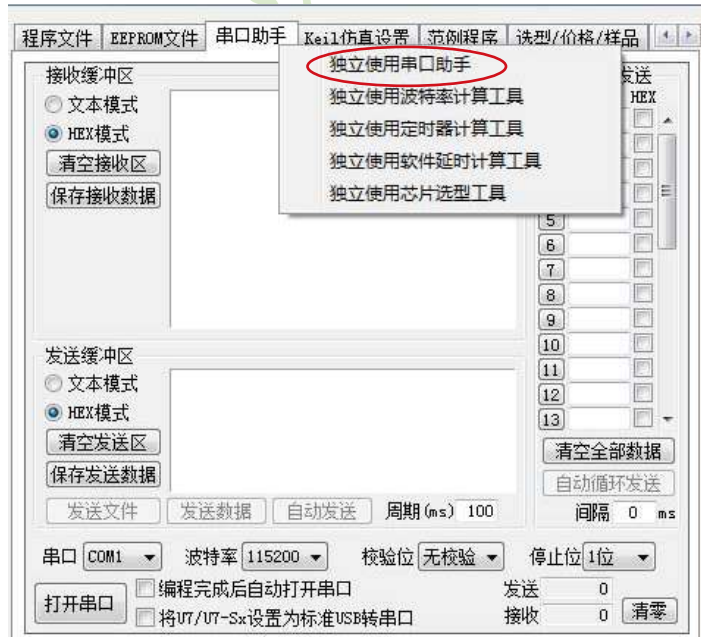 程序文件 EEPROM文件 串口助手 Keil仿真设置 范例程序 选型/价格/样品
独立使用串口助手
独立使用波特率计算工具
独立使用定时器计算工具
独立使用软件延时计算工具
独立使用芯片选型工具
接收缓冲区
文本模式
HEX模式
清空接收区
保存接收数据
发送
HEX
5
6
7
8
9
10
11
12
13
发送缓冲区
文本模式
HEX模式
清空发送区
保存发送数据
清空全部数据
自动循环发送
发送文件 发送数据 自动发送 周期(ms) 100
间隔 0 ms
串口 COM1 波特率 115200 校验位 无校验 停止位 1位
打开串口
编程完成后自动打开串口
将U7/U7-Sx设置为标准USB转串口
发送 0
接收 0
清零